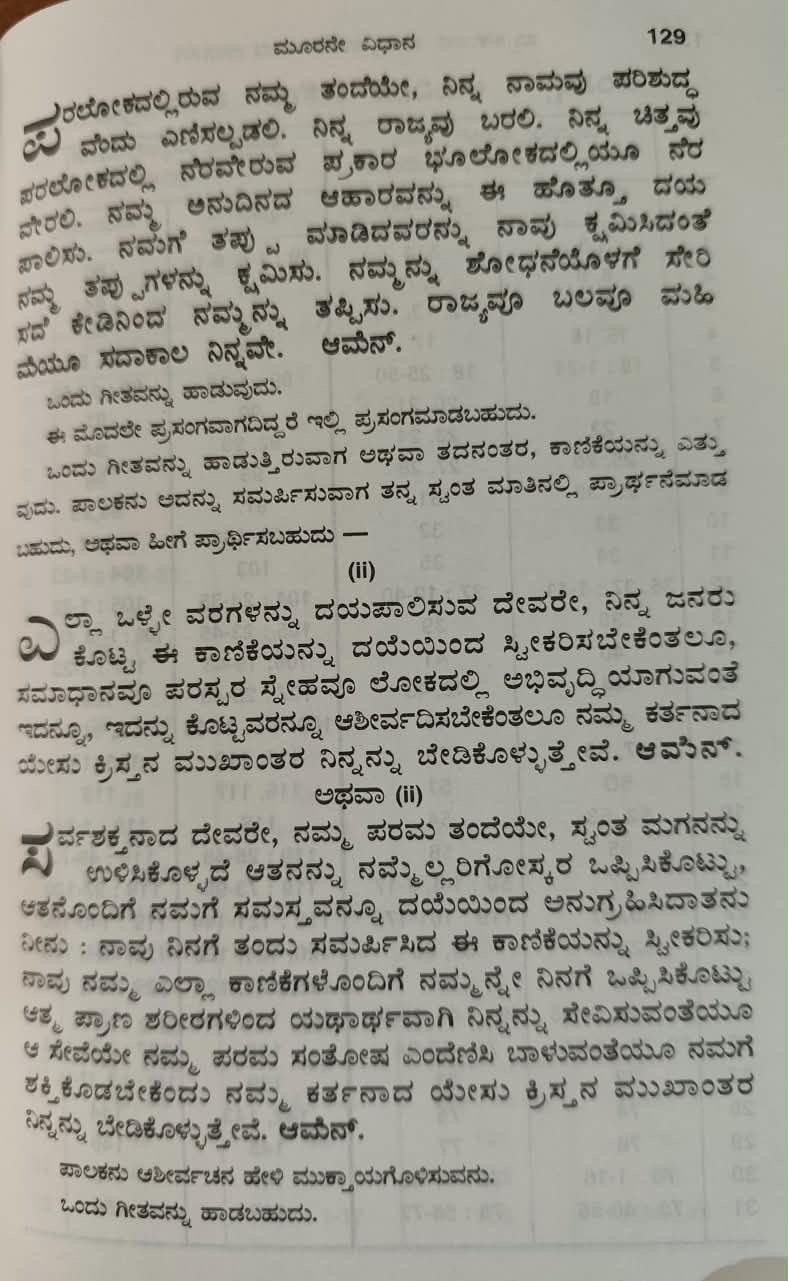 ಮೂರನೇ ವಿಧಾನ 129
ಪರಲೋಕದಲ್ಲಿರುವ ನಮ್ಮ ತಂದೆಯೇ, ನಿನ್ನ ನಾಮವು ಪರಿಶುದ್ಧ
ವೆಂದು ಎಣಿಸಲ್ಪಡಲಿ. ನಿನ್ನ ರಾಜ್ಯವು ಬರಲಿ. ನಿನ್ನ ಚಿತ್ತವು
ಪರಲೋಕದಲ್ಲಿ ನೆರವೇರುವ ಪ್ರಕಾರ ಭೂಲೋಕದಲ್ಲಿಯೂ ನೆರ
ವೇರಲಿ. ನಮ್ಮ ಅನುದಿನದ ಆಹಾರವನ್ನು ಈ ಹೊತ್ತೂ ದಯ
ಪಾಲಿಸು. ನಮಗೆ ತಪ್ಪು ಮಾಡಿದವರನ್ನು ನಾವು ಕ್ಷಮಿಸಿದಂತೆ
ನಮ್ಮ ತಪ್ಪುಗಳನ್ನು ಕ್ಷಮಿಸು. ನಮ್ಮನ್ನು ಶೋಧನೆಯೊಳಗೆ ಸೇರಿ
ಸದೆ ಕೇಡಿನಿಂದ ನಮ್ಮನ್ನು ತಪ್ಪಿಸು. ರಾಜ್ಯವೂ ಬಲವೂ ಮಹಿ
ಮೆಯೂ ಸದಾಕಾಲ ನಿನ್ನವೇ. ಆಮೆನ್.
ಒಂದು ಗೀತವನ್ನು ಹಾಡುವುದು.
ಈ ಮೊದಲೇ ಪ್ರಸಂಗವಾಗದಿದ್ದರೆ ಇಲ್ಲಿ ಪ್ರಸಂಗಮಾಡಬಹುದು.
ಒಂದು ಗೀತವನ್ನು ಹಾಡುತ್ತಿರುವಾಗ ಅಥವಾ ತದನಂತರ, ಕಾಣಿಕೆಯನ್ನು ಎತ್ತು
ವುದು. ಪಾಲಕನು ಅದನ್ನು ಸಮರ್ಪಿಸುವಾಗ ತನ್ನ ಸ್ವಂತ ಮಾತಿನಲ್ಲಿ ಪ್ರಾರ್ಥನೆಮಾಡ
ಬಹುದು, ಅಥವಾ ಹೀಗೆ ಪ್ರಾರ್ಥಿಸಬಹುದು —
(ii)
ಎಲ್ಲಾ ಒಳ್ಳೇ ವರಗಳನ್ನು ದಯಪಾಲಿಸುವ ದೇವರೇ, ನಿನ್ನ ಜನರು
ಕೊಟ್ಟ ಈ ಕಾಣಿಕೆಯನ್ನು ದಯೆಯಿಂದ ಸ್ವೀಕರಿಸಬೇಕೆಂತಲೂ,
ಸಮಾಧಾನವೂ ಪರಸ್ಪರ ಸ್ನೇಹವೂ ಲೋಕದಲ್ಲಿ ಅಭಿವೃದ್ಧಿಯಾಗುವಂತೆ
ಇದನ್ನೂ, ಇದನ್ನು ಕೊಟ್ಟವರನ್ನೂ ಆಶೀರ್ವದಿಸಬೇಕೆಂತಲೂ ನಮ್ಮ ಕರ್ತನಾದ
ಯೇಸು ಕ್ರಿಸ್ತನ ಮುಖಾಂತರ ನಿನ್ನನ್ನು ಬೇಡಿಕೊಳ್ಳುತ್ತೇವೆ. ಆಮೆನ್.
ಅಥವಾ (ii)
ಸರ್ವಶಕ್ತನಾದ ದೇವರೇ, ನಮ್ಮ ಪರಮ ತಂದೆಯೇ, ಸ್ವಂತ ಮಗನನ್ನು
ಉಳಿಸಿಕೊಳ್ಳದೆ ಆತನನ್ನು ನಮ್ಮೆಲ್ಲರಿಗೋಸ್ಕರ ಒಪ್ಪಿಸಿಕೊಟ್ಟು,
ಆತನೊಂದಿಗೆ ನಮಗೆ ಸಮಸ್ತವನ್ನೂ ದಯೆಯಿಂದ ಅನುಗ್ರಹಿಸಿದಾತನು
ನೀನು : ನಾವು ನಿನಗೆ ತಂದು ಸಮರ್ಪಿಸಿದ ಈ ಕಾಣಿಕೆಯನ್ನು ಸ್ವೀಕರಿಸು;
ನಾವು ನಮ್ಮ ಎಲ್ಲಾ ಕಾಣಿಕೆಗಳೊಂದಿಗೆ ನಮ್ಮನ್ನೇ ನಿನಗೆ ಒಪ್ಪಿಸಿಕೊಟ್ಟು
ಆತ್ಮ ಪ್ರಾಣ ಶರೀರಗಳಿಂದ ಯಥಾರ್ಥವಾಗಿ ನಿನ್ನನ್ನು ಸೇವಿಸುವಂತೆಯೂ
ಆ ಸೇವೆಯೇ ನಮ್ಮ ಪರಮ ಸಂತೋಷ ಎಂದೆಣಿಸಿ ಬಾಳುವಂತೆಯೂ ನಮಗೆ
ಶಕ್ತಿಕೊಡಬೇಕೆಂದು ನಮ್ಮ ಕರ್ತನಾದ ಯೇಸು ಕ್ರಿಸ್ತನ ಮುಖಾಂತರ
ನಿನ್ನನ್ನು ಬೇಡಿಕೊಳ್ಳುತ್ತೇವೆ. ಆಮೆನ್.
ಪಾಲಕನು ಆಶೀರ್ವಚನ ಹೇಳಿ ಮುಕ್ತಾಯಗೊಳಿಸುವನು.
ಒಂದು ಗೀತವನ್ನು ಹಾಡಬಹುದು.